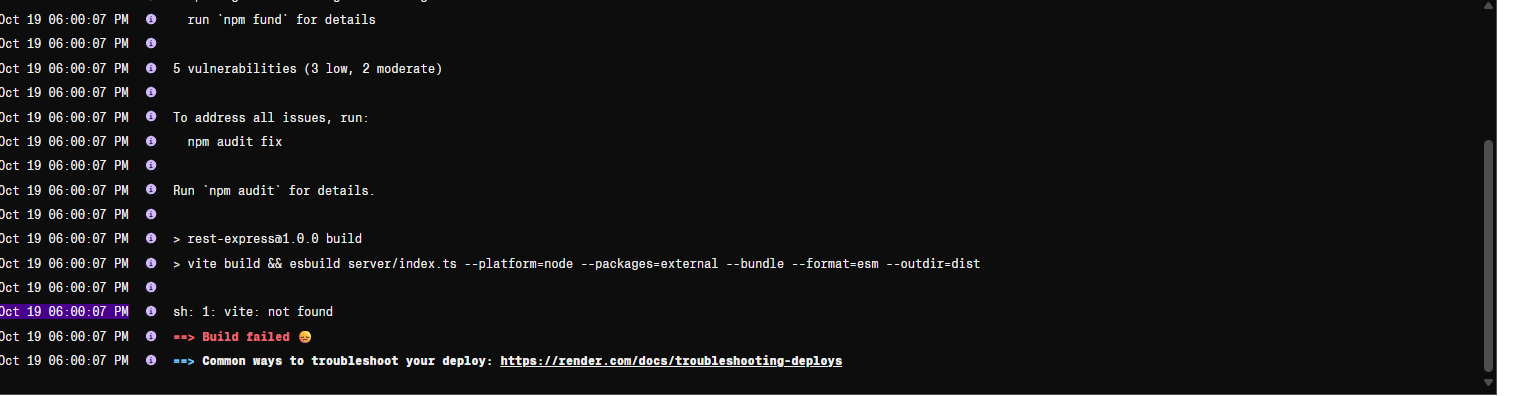 Oct 19 06:00:07 PM run `npm fund` for details
Oct 19 06:00:07 PM
Oct 19 06:00:07 PM 5 vulnerabilities (3 low, 2 moderate)
Oct 19 06:00:07 PM
Oct 19 06:00:07 PM To address all issues, run:
Oct 19 06:00:07 PM npm audit fix
Oct 19 06:00:07 PM
Oct 19 06:00:07 PM Run `npm audit` for details.
Oct 19 06:00:07 PM
Oct 19 06:00:07 PM > rest-express@1.0.0 build
Oct 19 06:00:07 PM > vite build && esbuild server/index.ts --platform=node --packages=external --bundle --format=esm --outdir=dist
Oct 19 06:00:07 PM
Oct 19 06:00:07 PM sh: 1: vite: not found
Oct 19 06:00:07 PM ==> Build failed 😞
Oct 19 06:00:07 PM ==> Common ways to troubleshoot your deploy: https://render.com/docs/troubleshooting-deploys